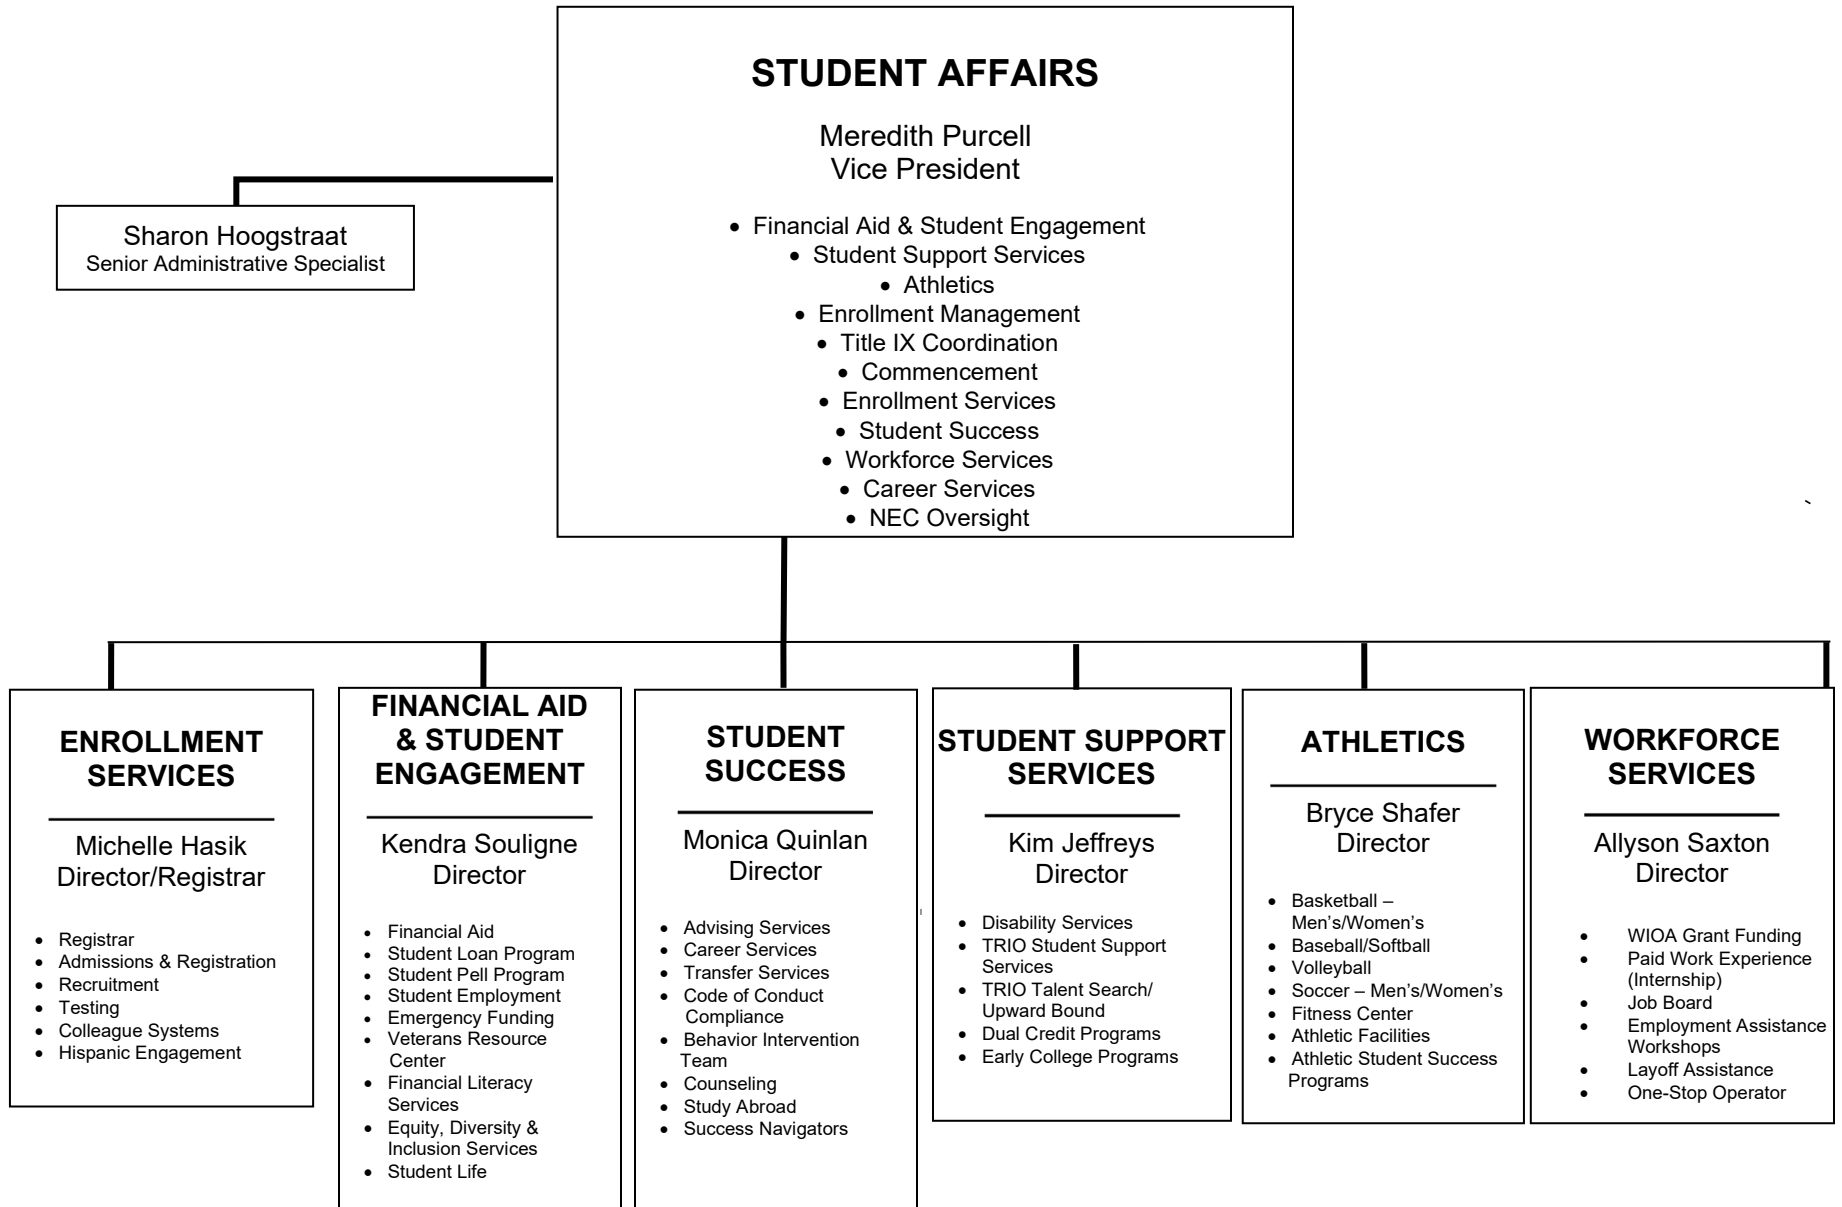 STUDENT AFFAIRS
Meredith Purcell
Vice President
• Financial Aid & Student Engagement
• Student Support Services
• Athletics
• Enrollment Management
• Title IX Coordination
• Commencement
• Enrollment Services
• Student Success
• Workforce Services
• Career Services
• NEC Oversight
Sharon Hoogstraat
Senior Administrative Specialist
ENROLLMENT
SERVICES
Michelle Hasik
Director/Registrar
• Registrar
• Admissions & Registration
• Recruitment
• Testing
• Colleague Systems
• Hispanic Engagement
FINANCIAL AID
& STUDENT
ENGAGEMENT
Kendra Souligne
Director
• Financial Aid
• Student Loan Program
• Student Pell Program
• Student Employment
• Emergency Funding
• Veterans Resource
Center
• Financial Literacy
Services
• Equity, Diversity &
Inclusion Services
• Student Life
STUDENT
SUCCESS
Monica Quinlan
Director
• Advising Services
• Career Services
• Transfer Services
• Code of Conduct
Compliance
• Behavior Intervention
Team
• Counseling
• Study Abroad
• Success Navigators
STUDENT SUPPORT
SERVICES
Kim Jeffreys
Director
• Disability Services
• TRIO Student Support
Services
• TRIO Talent Search/
Upward Bound
• Dual Credit Programs
• Early College Programs
ATHLETICS
Bryce Shafer
Director
• Basketball –
Men’s/Women’s
• Baseball/Softball
• Volleyball
• Soccer – Men’s/Women’s
• Fitness Center
• Athletic Facilities
• Athletic Student Success
Programs
WORKFORCE
SERVICES
Allyson Saxton
Director
• WIOA Grant Funding
• Paid Work Experience
(Internship)
• Job Board
• Employment Assistance
Workshops
• Layoff Assistance
• One-Stop Operator